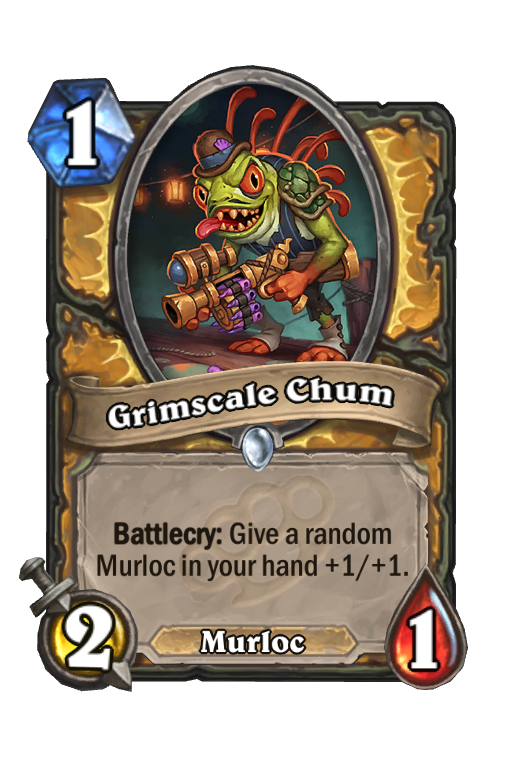 1
Grimscale Chum
Battlecry: Give a random
Murloc in your hand +1/+1.
2
Murloc
1